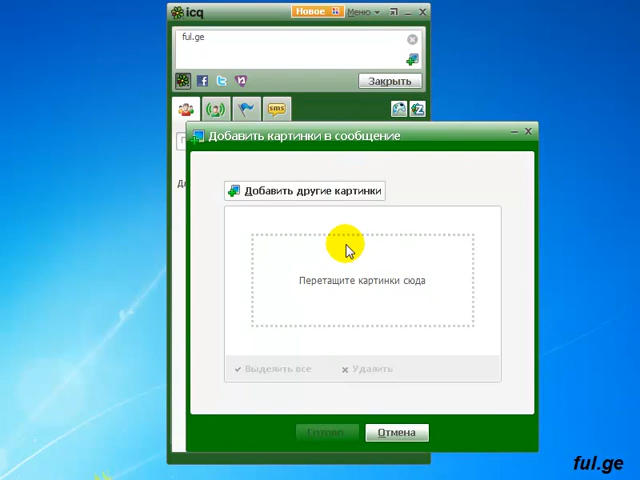 icq
Новое
Меню
ful.ge
Закрыть
sms
Добавить картинки в сообщение
Добавить другие картинки
Перетащите картинки сюда
Выделить все
Удалить
Готово
Отмена
ful.ge